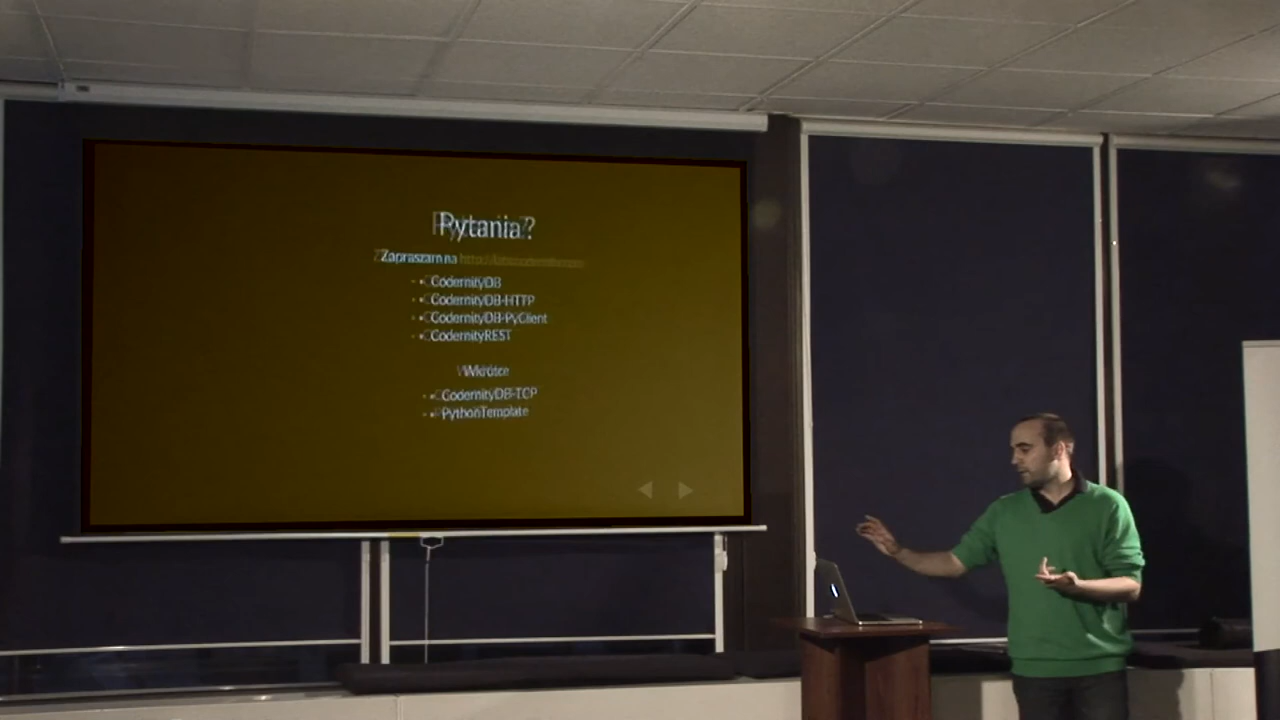 Pytania?
Zapraszam na
• CodernityDB
• CodernityDB-HTTP
• CodernityDB-PyClient
• CodernityREST
Wkrótce
• CodernityDB-TCP
• PythonTemplate